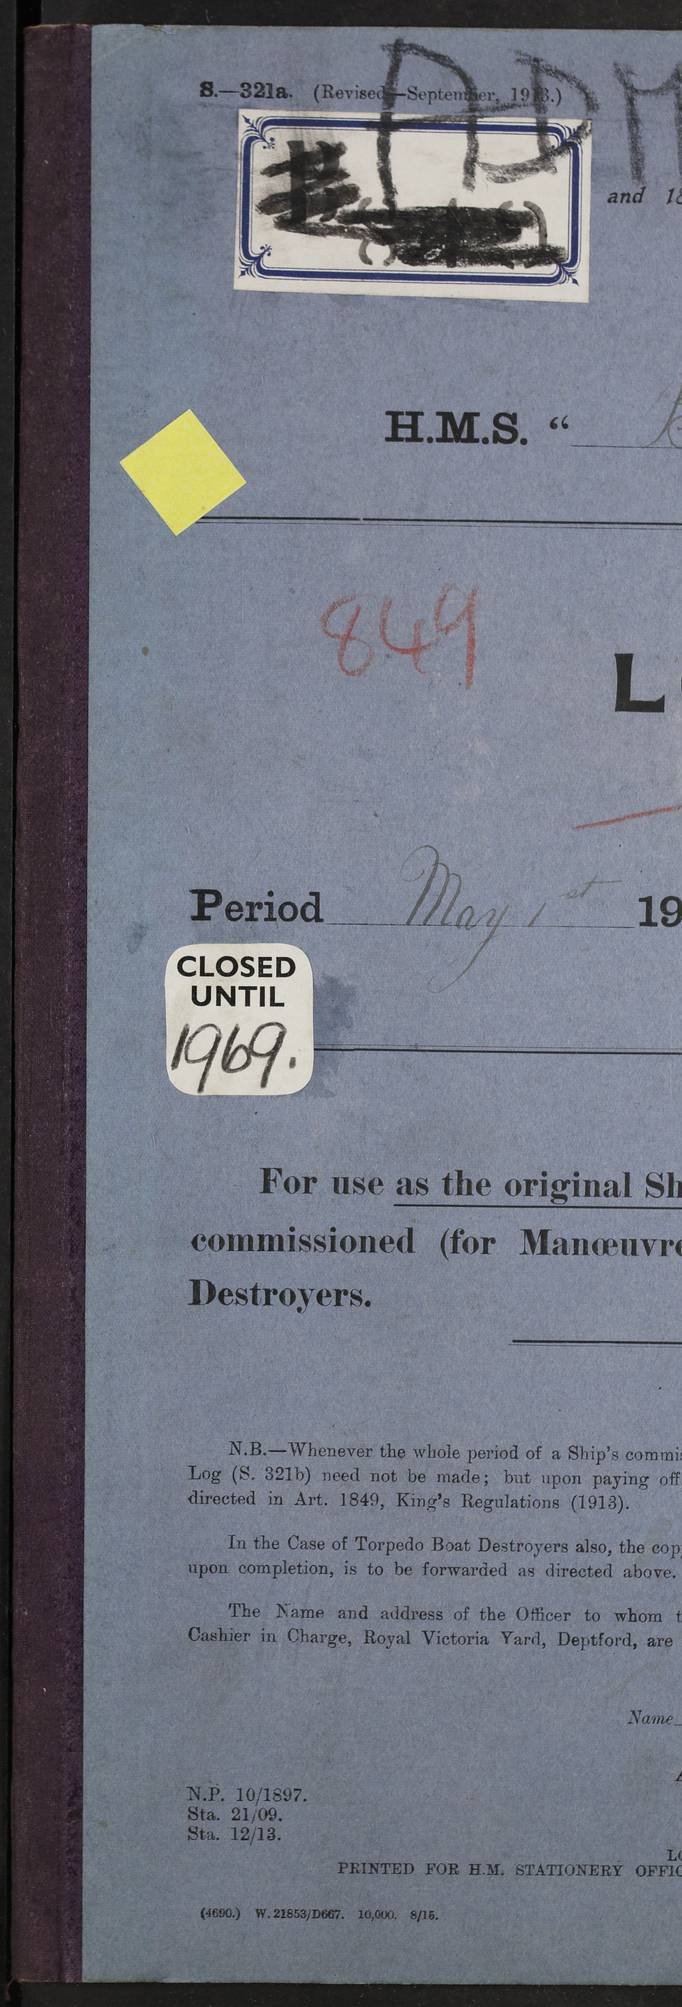 S.—321a. (Revised—September, 1913.)
ADM
and 18
H.M.S. "
849
LO
Period May 1st 19
CLOSED
UNTIL
1969.
For use as the original Sh
commissioned (for Manœuvre
Destroyers.
N.B.—Whenever the whole period of a Ship's commis
Log (S. 321b) need not be made; but upon paying off
directed in Art. 1849, King's Regulations (1913).
In the Case of Torpedo Boat Destroyers also, the cop
upon completion, is to be forwarded as directed above.
The Name and address of the Officer to whom t
Cashier in Charge, Royal Victoria Yard, Deptford, are
Name
N.P. 10/1897.
Sta. 21/09.
Sta. 12/13.
LO
PRINTED FOR H.M. STATIONERY OFFIC
(4690.) W. 21853/D667. 10,000. 8/15.